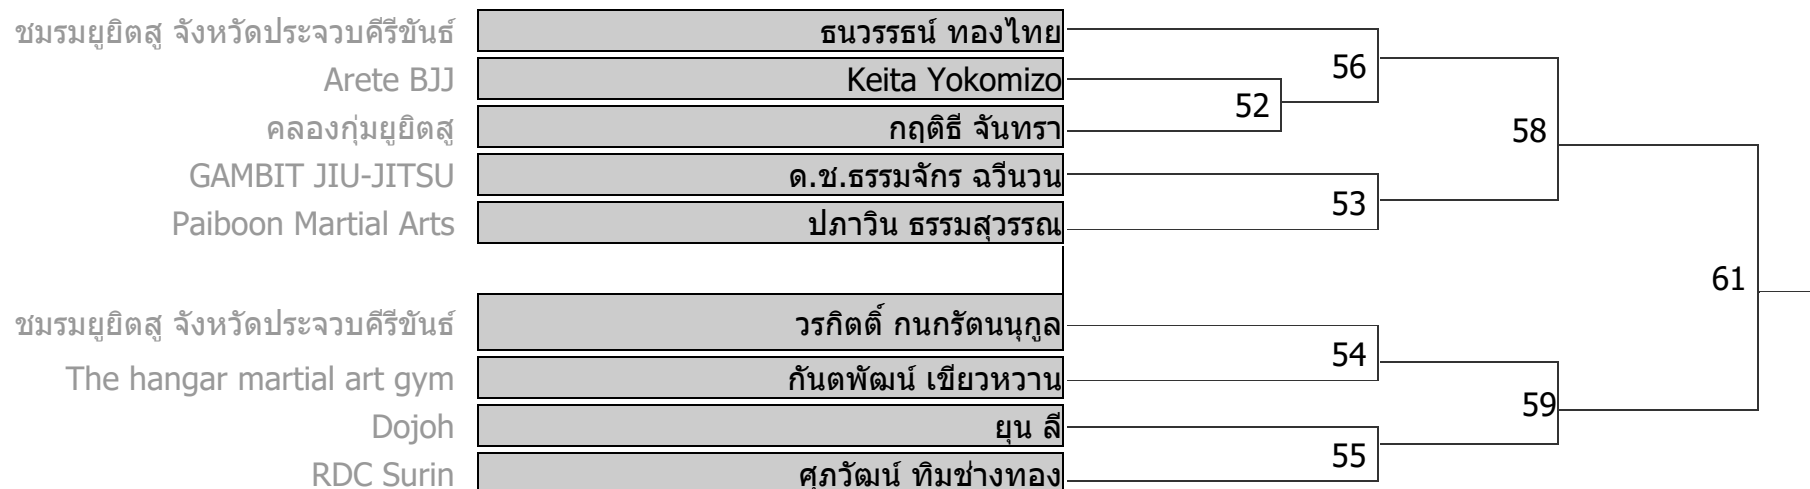 ชมรมยูยิตสู จังหวัดประจวบคีรีขันธ์ ธนวรรธน์ ทองไทย
56
Arete BJJ Keita Yokomizo
52
คลองกุ่มยูยิตสู กฤติธี จันทรา
58
GAMBIT JIU-JITSU ด.ช.ธรรมจักร ฉวีนวน
53
Paiboon Martial Arts ปภาวิน ธรรมสุวรรณ
61
ชมรมยูยิตสู จังหวัดประจวบคีรีขันธ์ วรกิตติ์ กนกรัตนนุกูล
54
The hangar martial art gym กันตพัฒน์ เขียวหวาน
59
Dojoh ยุน ลี
55
RDC Surin ศุภวัฒน์ ทิมช่างทอง